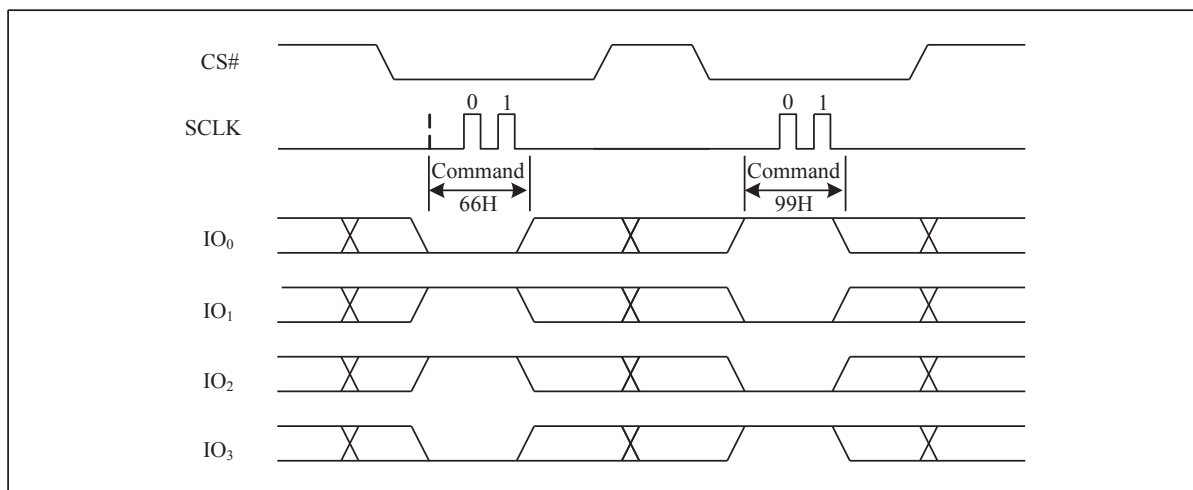 CS#
0 1 0 1
SCLK
Command Command
66H 99H
IO₀
IO₁
IO₂
IO₃